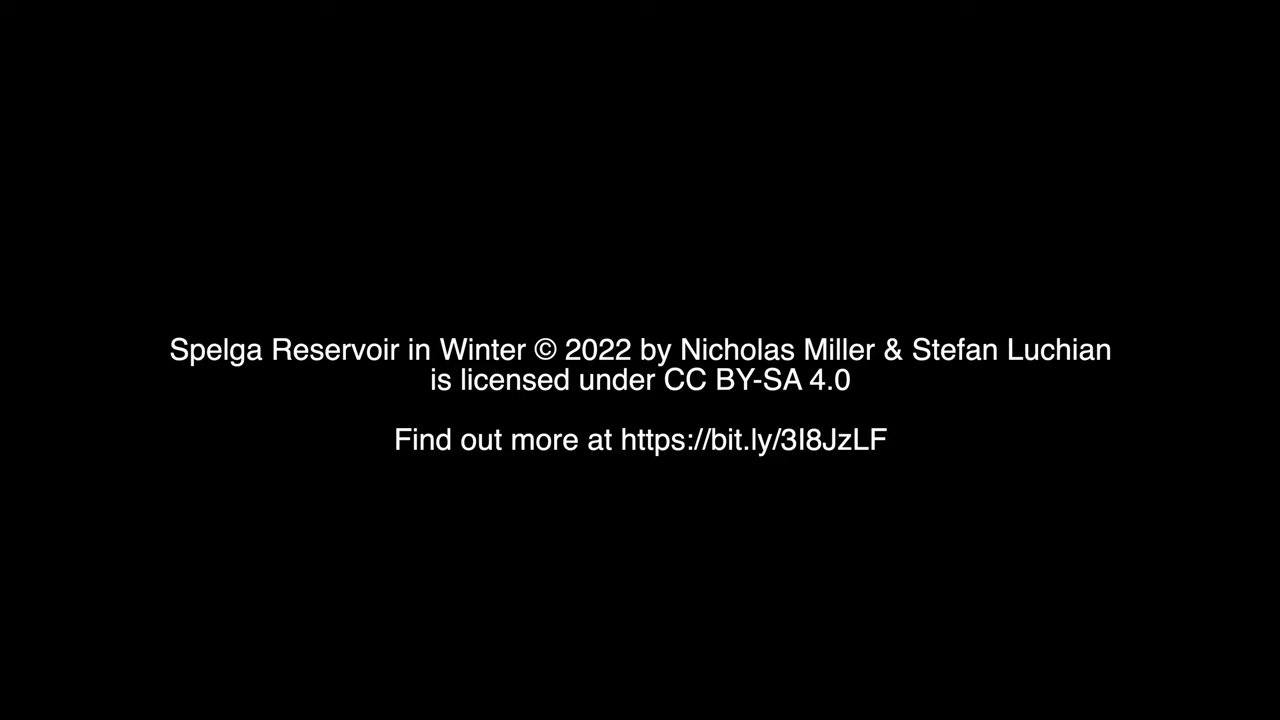 Spelga Reservoir in Winter © 2022 by Nicholas Miller & Stefan Luchian
is licensed under CC BY-SA 4.0
Find out more at https://bit.ly/3I8JzLF